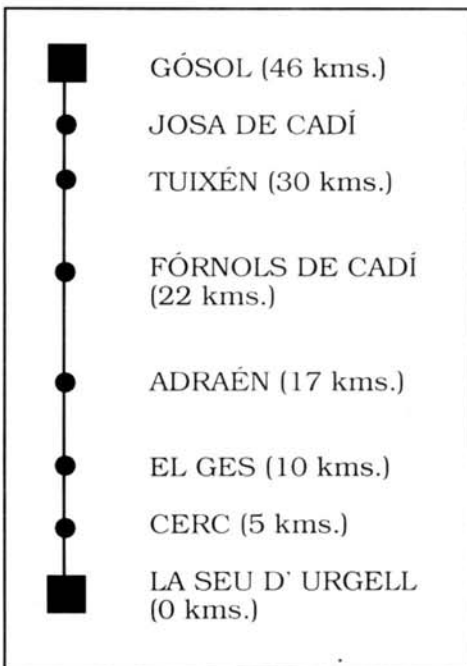 GÓSOL (46 kms.)
JOSA DE CADÍ
TUIXÉN (30 kms.)
FÓRNOLS DE CADÍ
(22 kms.)
ADRAÉN (17 kms.)
EL GES (10 kms.)
CERC (5 kms.)
LA SEU D' URGELL
(0 kms.)